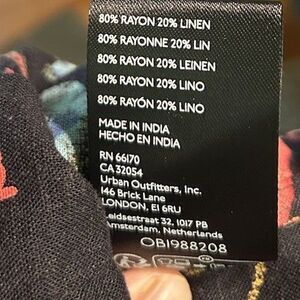 80% RAYON 20% LINEN
80% RAYONNE 20% LIN
80% RAYON 20% LEINEN
80% RAYON 20% LINO
80% RAYÓN 20% LINO
MADE IN INDIA
HECHO EN INDIA
RN 66170
CA 32054
Urban Outfitters, Inc.
146 Brick Lane
LONDON, E1 6RU
Leidsestraat 32, 1017 PB
Amsterdam, Netherlands
OB1988208